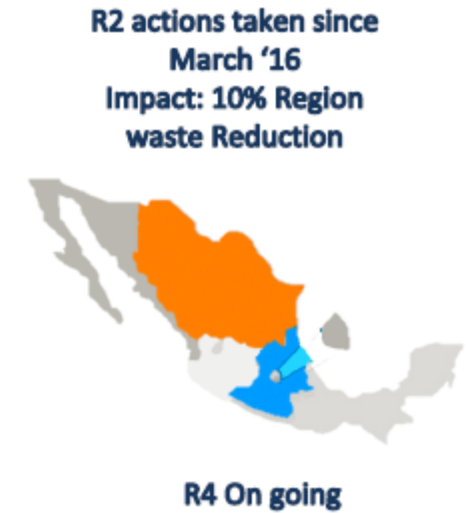 R2 actions taken since
March ‘16
Impact: 10% Region
waste Reduction
R4 On going